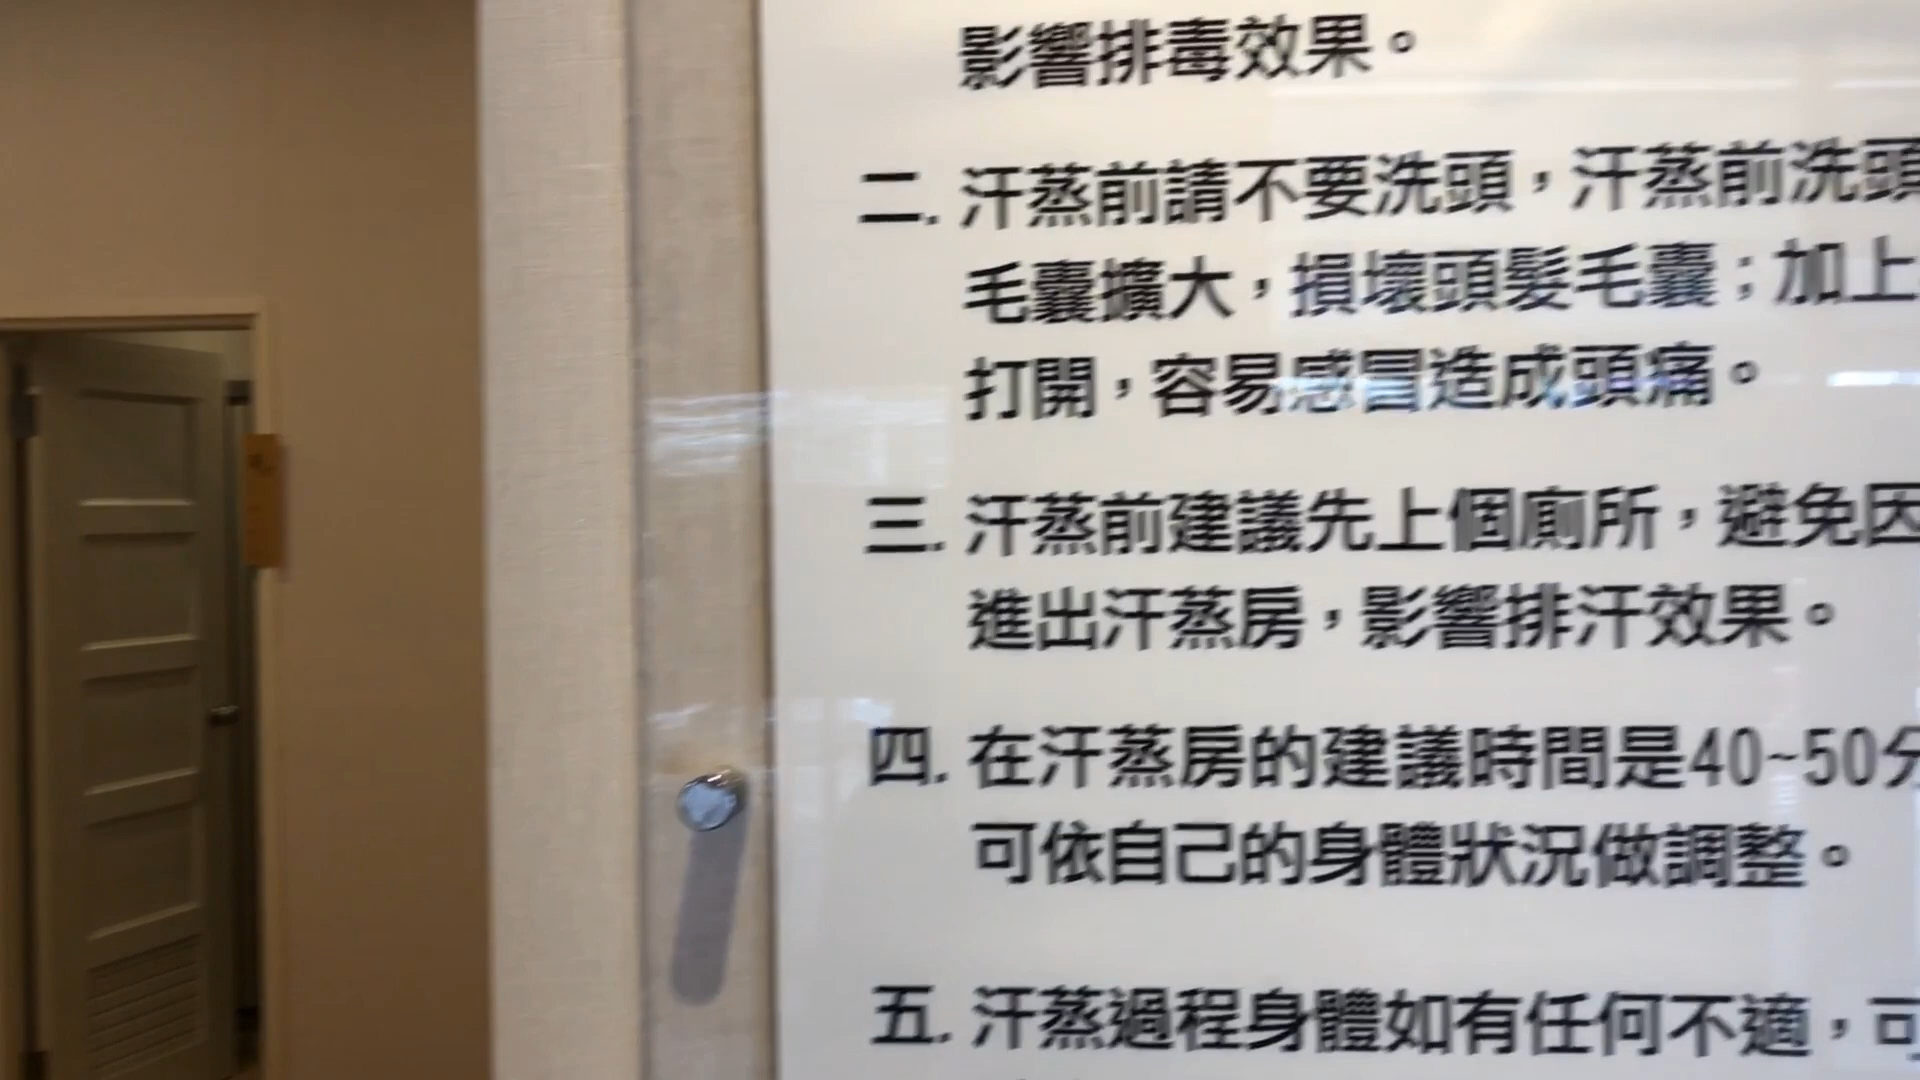 影響排毒效果。
二. 汗蒸前請不要洗頭，汗蒸前洗頭
毛囊擴大，損壞頭髮毛囊；加上
打開，容易感冒造成頭痛。
三. 汗蒸前建議先上個廁所，避免因
進出汗蒸房，影響排汗效果。
四. 在汗蒸房的建議時間是40~50分
可依自己的身體狀況做調整。
五. 汗蒸過程身體如有任何不適，可